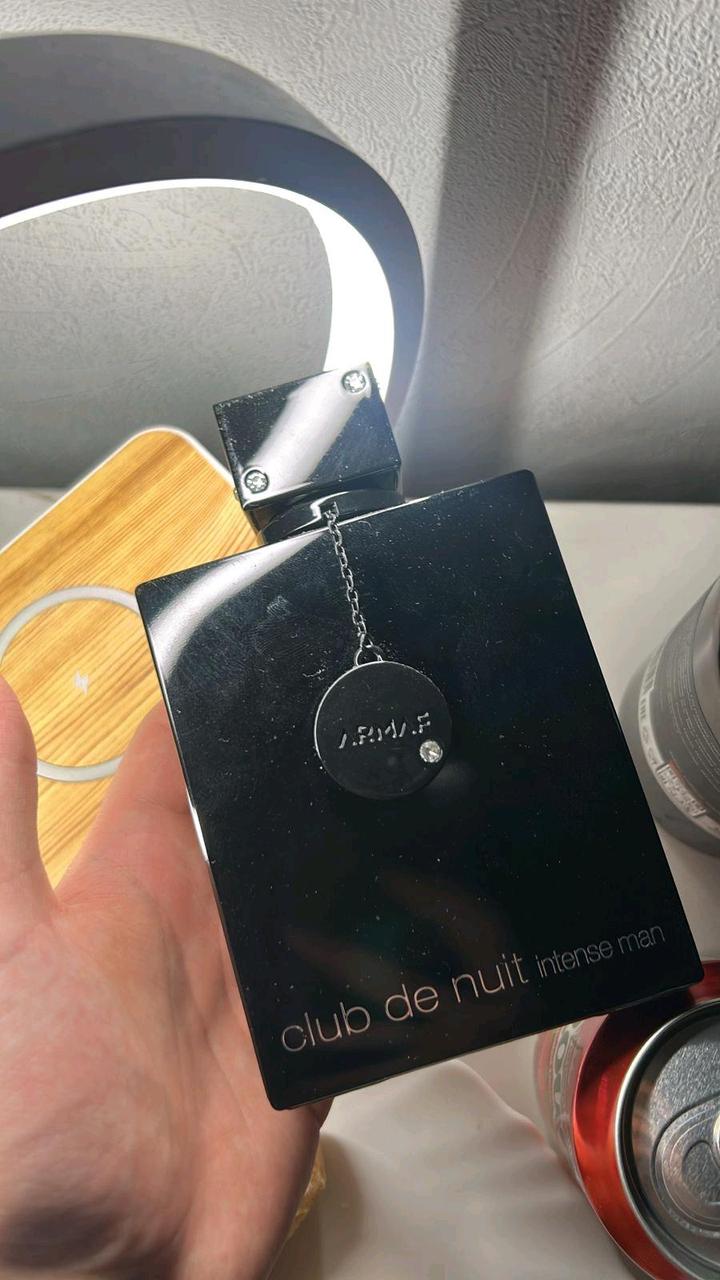 ARMAF
club de nuit intense man